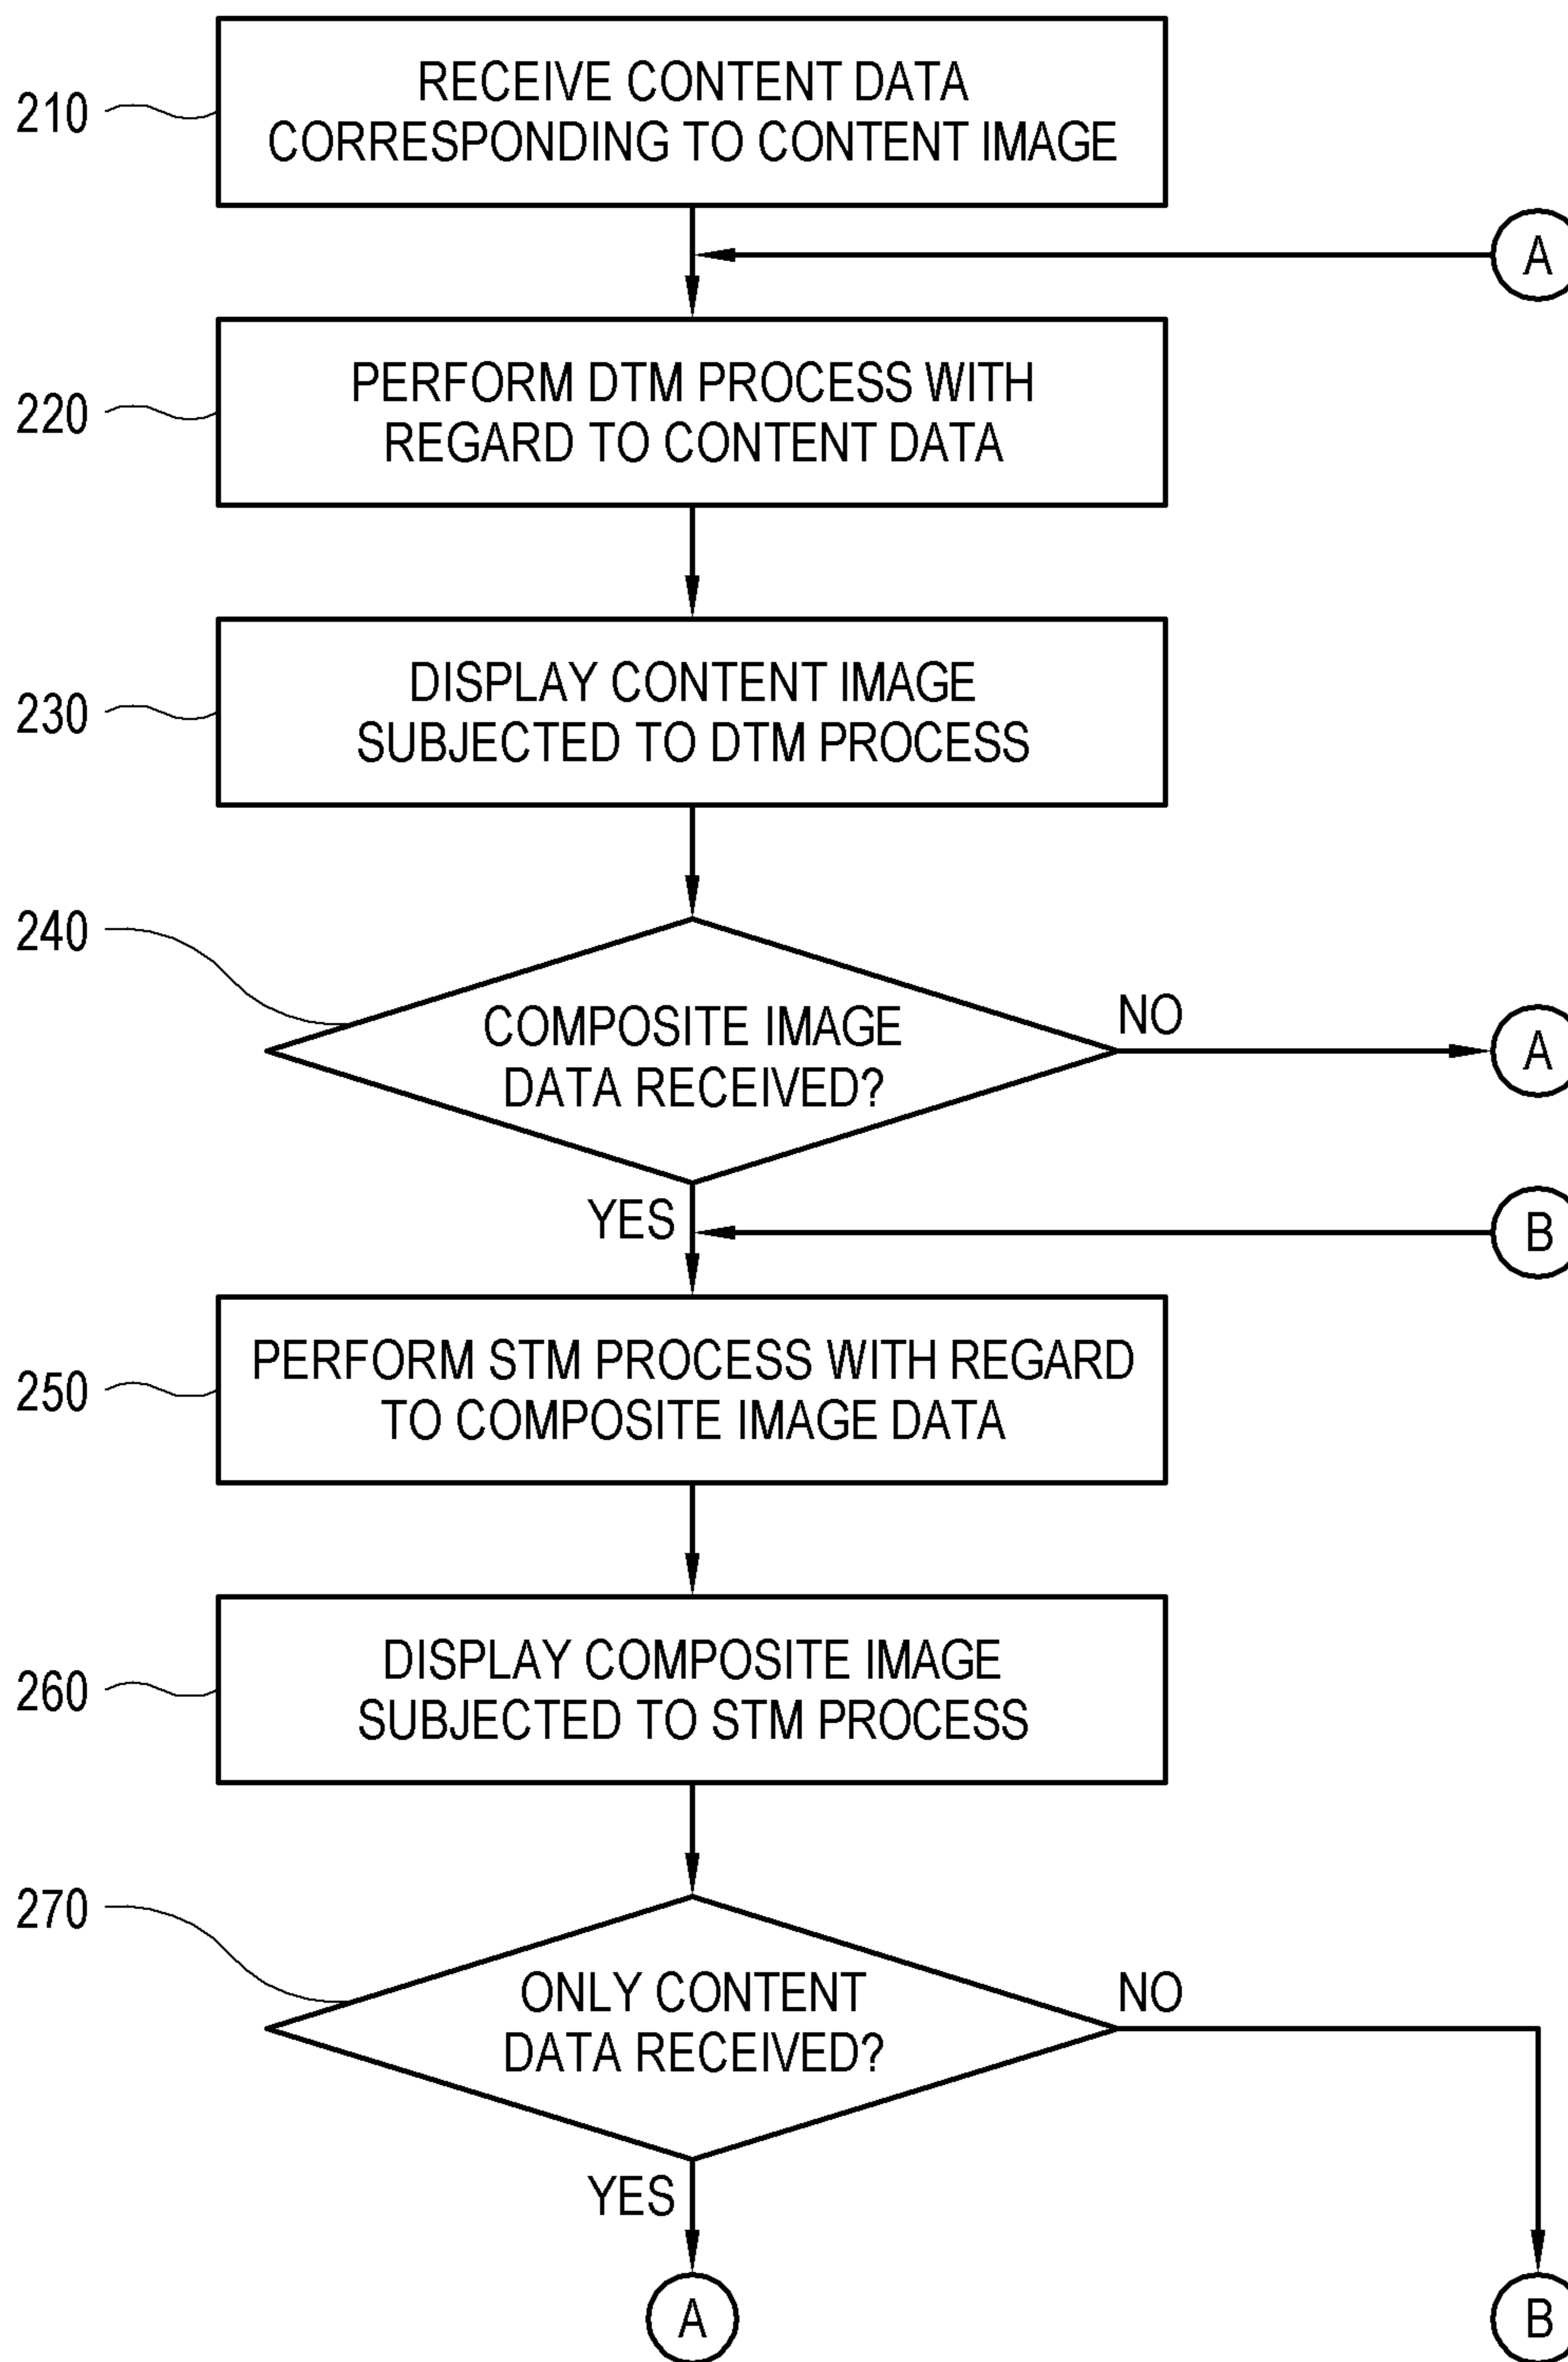 210
RECEIVE CONTENT DATA
CORRESPONDING TO CONTENT IMAGE
A
220
PERFORM DTM PROCESS WITH
REGARD TO CONTENT DATA
230
DISPLAY CONTENT IMAGE
SUBJECTED TO DTM PROCESS
240
COMPOSITE IMAGE
DATA RECEIVED?
NO
A
YES
B
250
PERFORM STM PROCESS WITH REGARD
TO COMPOSITE IMAGE DATA
260
DISPLAY COMPOSITE IMAGE
SUBJECTED TO STM PROCESS
270
ONLY CONTENT
DATA RECEIVED?
NO
YES
A
B